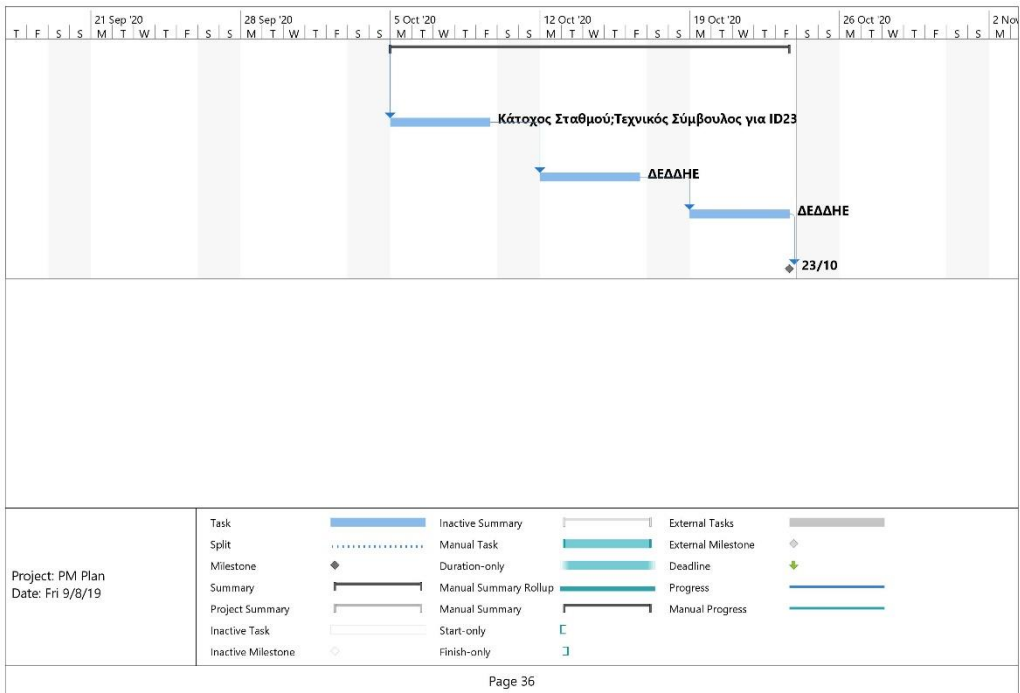 21 Sep '20 28 Sep '20 5 Oct '20 12 Oct '20 19 Oct '20 26 Oct '20 2 Nov
T F S S M T W T F S S M T W T F S S M T W T F S S M T W T F S S M T W T F S S M T W T F S S M
Κάτοχος Σταθμού;Τεχνικός Σύμβουλος για ID23
ΔΕΔΔΗΕ
ΔΕΔΔΗΕ
23/10
Project: PM Plan
Date: Fri 9/8/19
Task
Split
Milestone
Summary
Project Summary
Inactive Task
Inactive Milestone
Inactive Summary
Manual Task
Duration-only
Manual Summary Rollup
Manual Summary
Start-only
Finish-only
External Tasks
External Milestone
Deadline
Progress
Manual Progress
Page 36